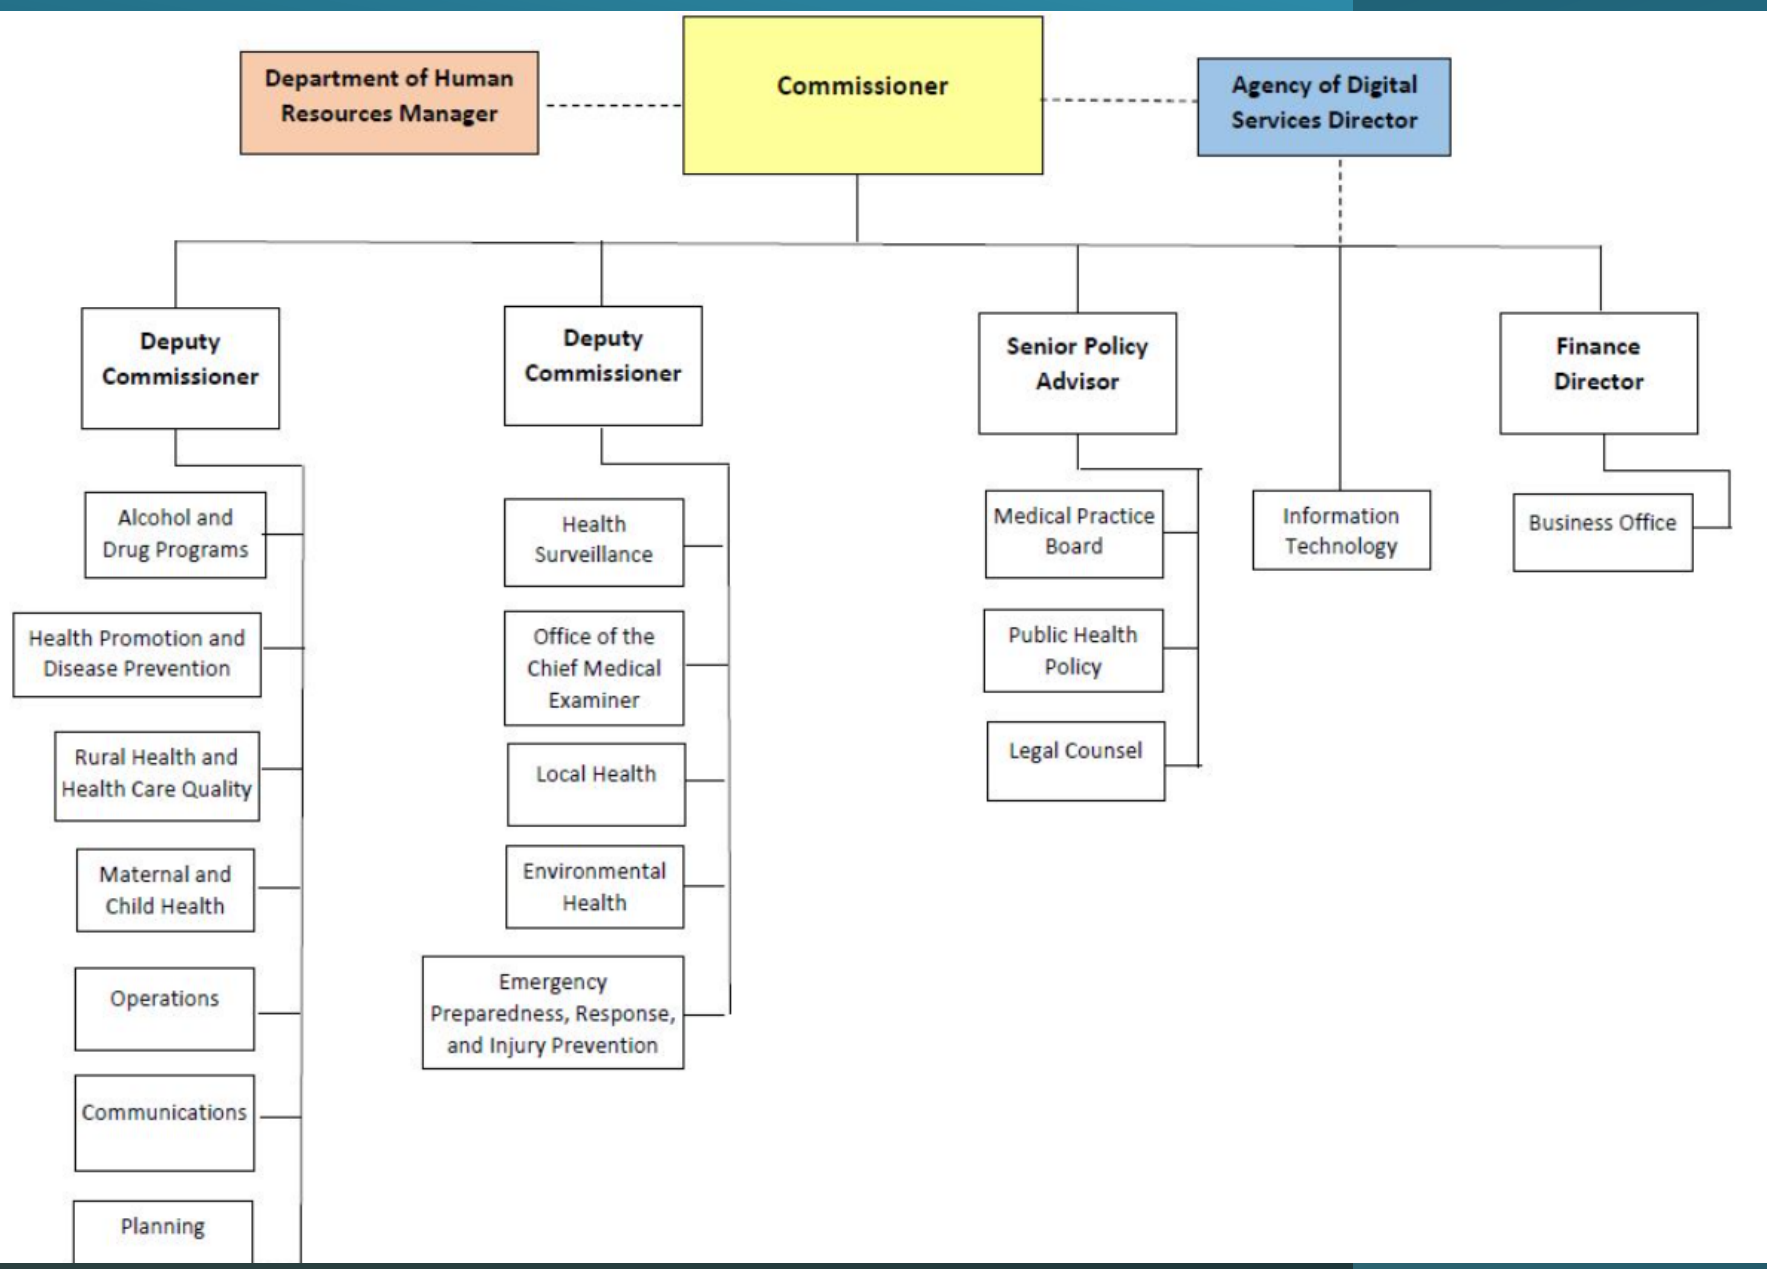 Department of Human
Resources Manager
Commissioner
Agency of Digital
Services Director
Deputy
Commissioner
Deputy
Commissioner
Senior Policy
Advisor
Finance
Director
Alcohol and
Drug Programs
Health Promotion and
Disease Prevention
Rural Health and
Health Care Quality
Maternal and
Child Health
Operations
Communications
Planning
Health
Surveillance
Office of the
Chief Medical
Examiner
Local Health
Environmental
Health
Emergency
Preparedness, Response,
and Injury Prevention
Medical Practice
Board
Public Health
Policy
Legal Counsel
Information
Technology
Business Office